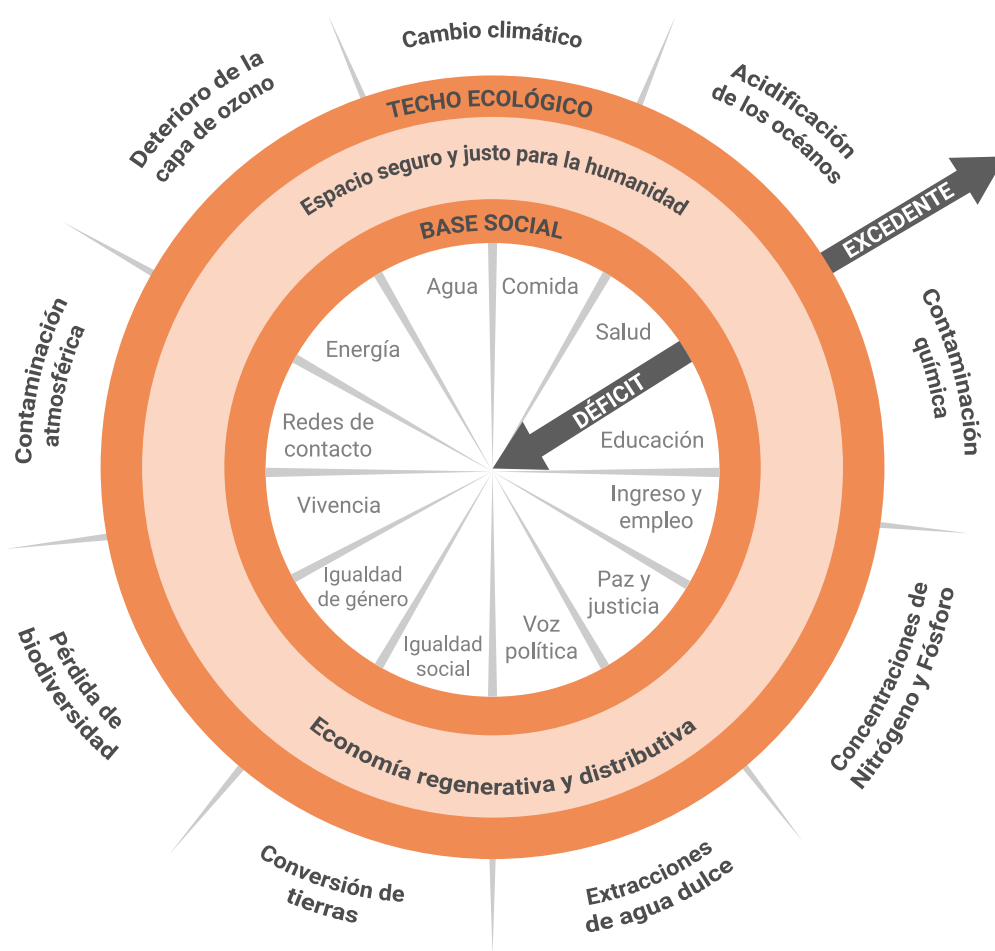 Cambio climático
Acidificación
de los océanos
EXCEDENTE
Contaminación
química
Concentraciones de
Nitrógeno y Fósforo
Extracciones
de agua dulce
Conversión de
tierras
Pérdida de
biodiversidad
Contaminación
atmosférica
Deterioro de la
capa de ozono
TECHO ECOLÓGICO
Espacio seguro y justo para la humanidad
BASE SOCIAL
Agua
Comida
Salud
DÉFICIT
Educación
Ingreso y
empleo
Paz y
justicia
Voz
política
Igualdad
social
Igualdad
de género
Vivencia
Redes de
contacto
Energía
Economía regenerativa y distributiva